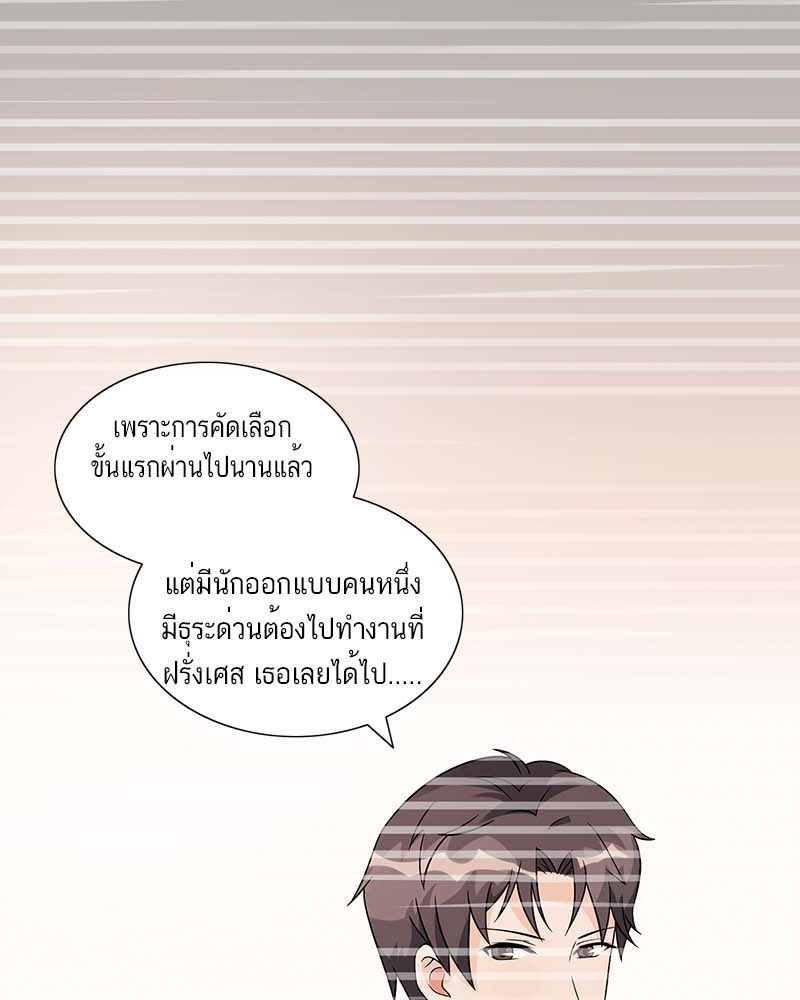 เพราะการคัดเลือก
ขั้นแรกผ่านไปนานแล้ว
แต่มีนักออกแบบคนหนึ่ง
มีธุระด่วนต้องไปทำงานที่
ฝรั่งเศส เธอเลยได้ไป.....